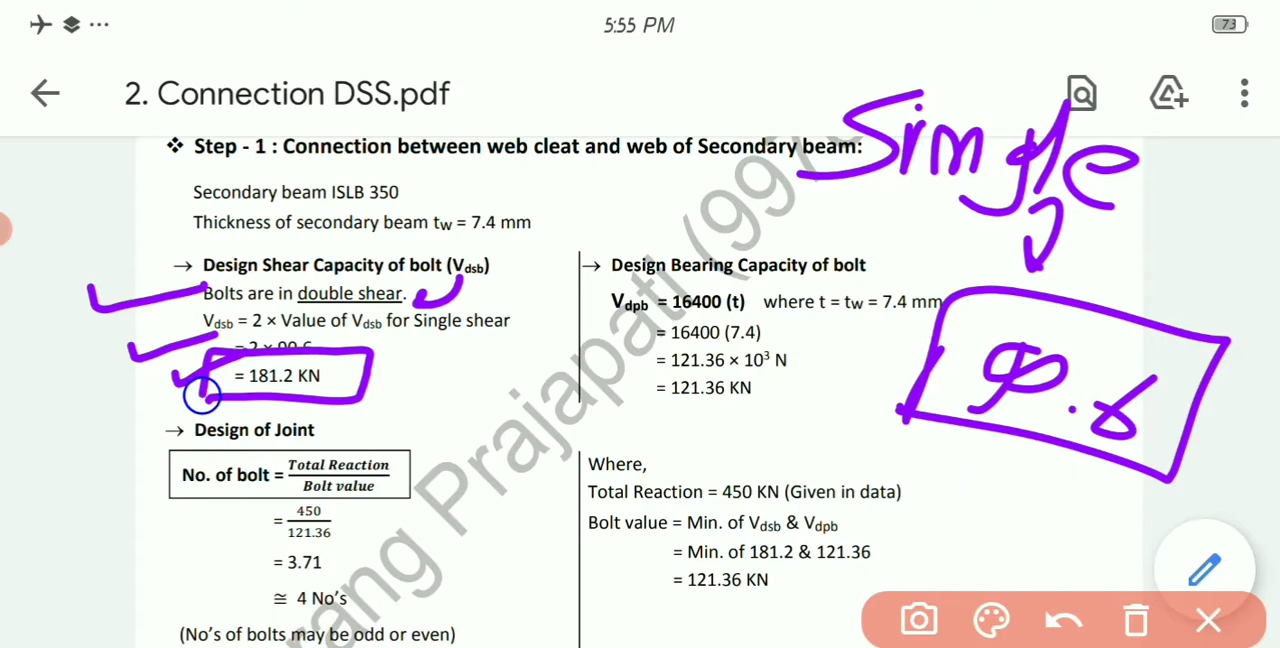 5:55 PM
73
2. Connection DSS.pdf
Single
❖ Step - 1 : Connection between web cleat and web of Secondary beam:
Secondary beam ISLB 350
Thickness of secondary beam tw = 7.4 mm
→ Design Shear Capacity of bolt (Vdsb)
Bolts are in double shear.
Vdsb = 2 × Value of Vdsb for Single shear
= 2 × 90.6
= 181.2 KN
→ Design Bearing Capacity of bolt
Vdpb = 16400 (t) where t = tw = 7.4 mm
= 16400 (7.4)
= 121.36 × 10³ N
= 121.36 KN
→ Design of Joint
No. of bolt = Total Reaction
Bolt value
= 450
121.36
= 3.71
≅ 4 No's
(No's of bolts may be odd or even)
Where,
Total Reaction = 450 KN (Given in data)
Bolt value = Min. of Vdsb & Vdpb
= Min. of 181.2 & 121.36
= 121.36 KN
Prajapati (99